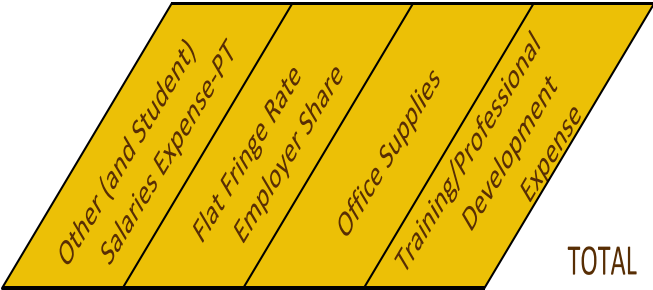 Other (and Student)
Salaries Expense-PT
Flat Fringe Rate
Employer Share
Office Supplies
Training/Professional
Development
Expense
TOTAL